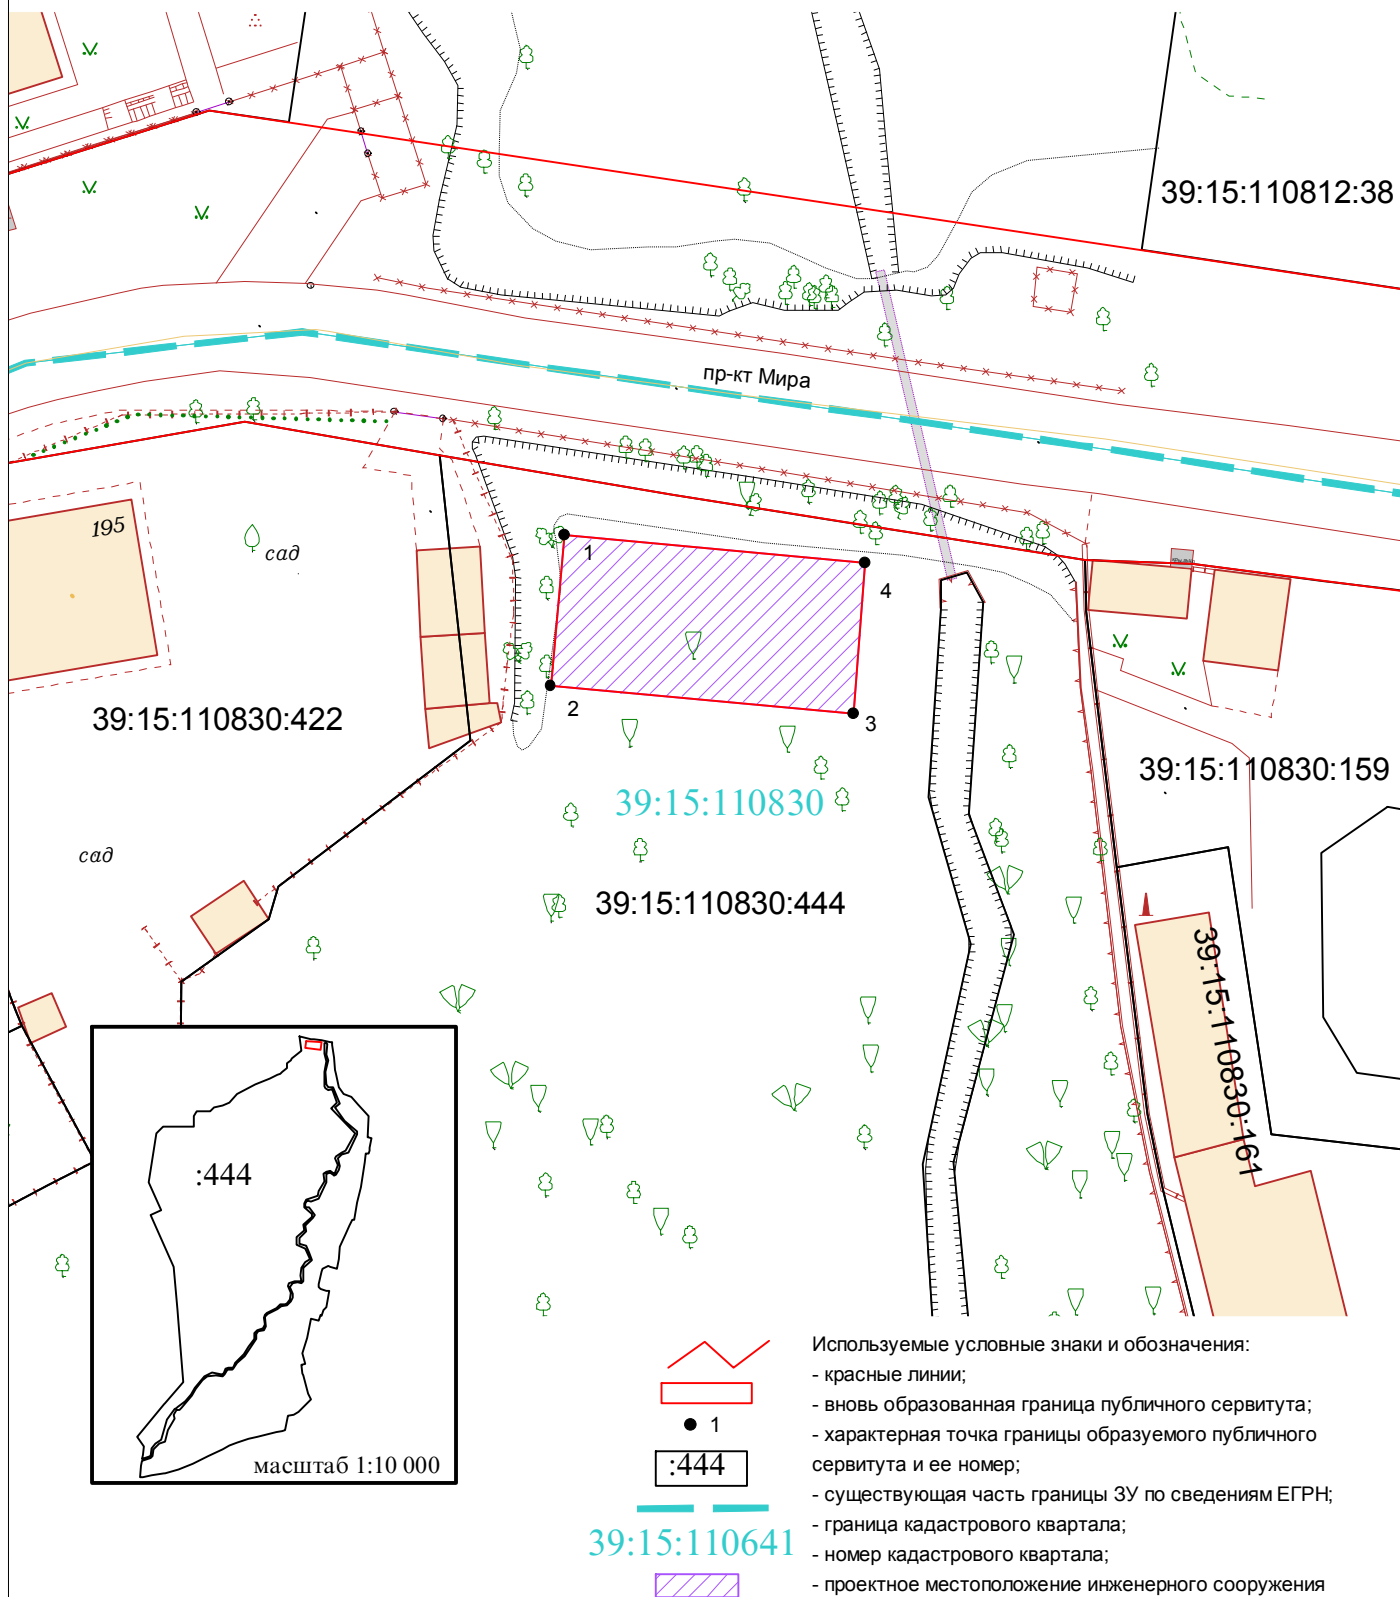 39:15:110812:38
пр-кт Мира
195
сад
1
4
2
3
39:15:110830:422
39:15:110830:159
39:15:110830
сад
39:15:110830:444
39:15:110830:161
:444
масштаб 1:10 000
Используемые условные знаки и обозначения:
- красные линии;
- вновь образованная граница публичного сервитута;
1
- характерная точка границы образуемого публичного
сервитута и ее номер;
:444
- существующая часть границы ЗУ по сведениям ЕГРН;
- граница кадастрового квартала;
39:15:110641
- номер кадастрового квартала;
- проектное местоположение инженерного сооружения